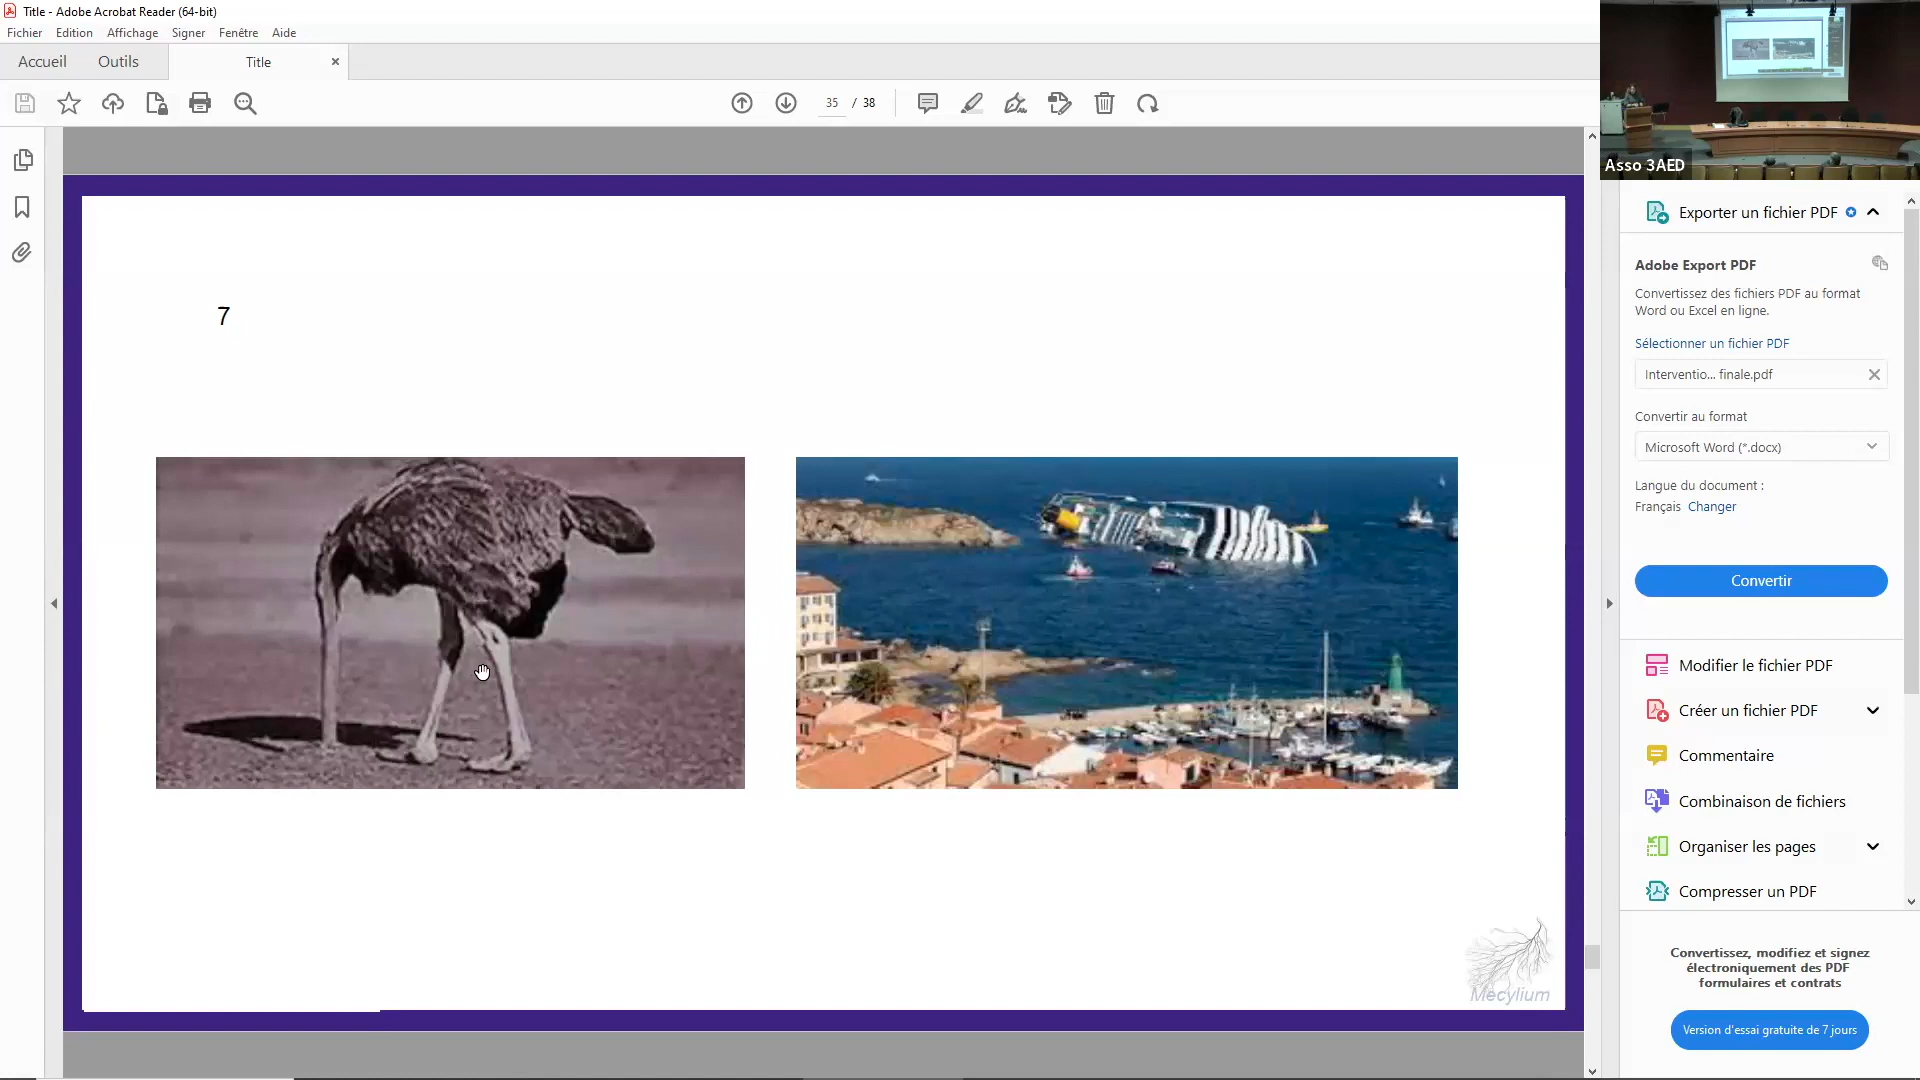 Title - Adobe Acrobat Reader (64-bit)
Fichier Edition Affichage Signer Fenêtre Aide
Accueil Outils Title
35 / 38
Asso 3AED
7
Mecylium
Exporter un fichier PDF
Adobe Export PDF
Convertissez des fichiers PDF au format
Word ou Excel en ligne.
Sélectionner un fichier PDF
Interventio... finale.pdf
Convertir au format
Microsoft Word (*.docx)
Langue du document :
Français Changer
Convertir
Modifier le fichier PDF
Créer un fichier PDF
Commentaire
Combinaison de fichiers
Organiser les pages
Compresser un PDF
Convertissez, modifiez et signez
électroniquement des PDF
formulaires et contrats
Version d'essai gratuite de 7 jours